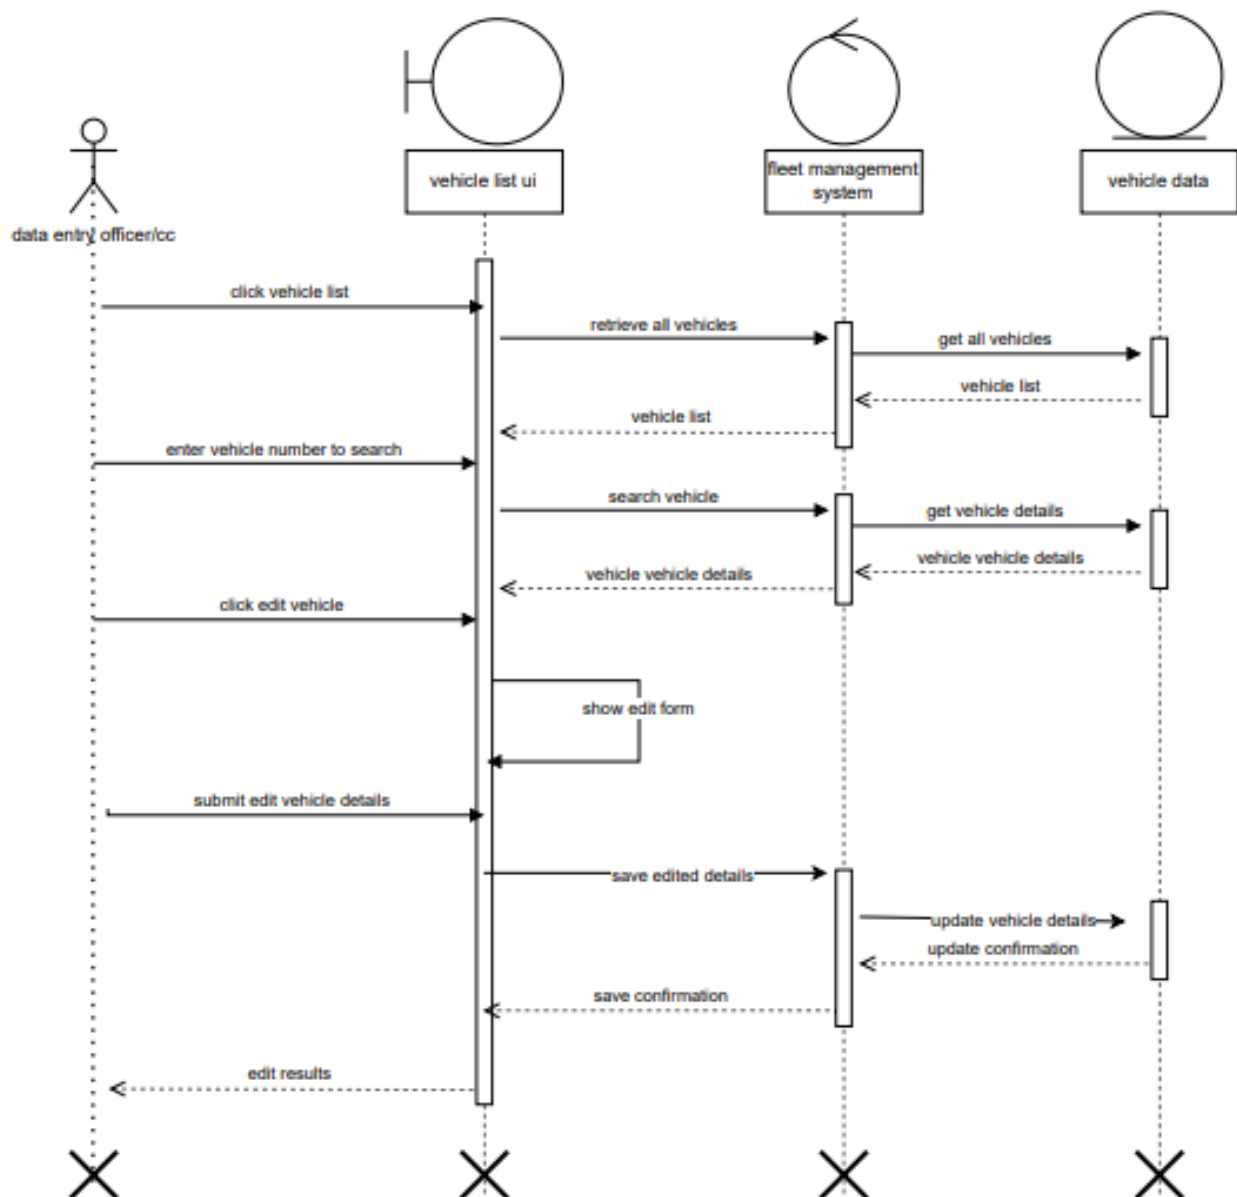 vehicle list ui
fleet management
system
vehicle data
data entry officer/cc
click vehicle list
retrieve all vehicles
get all vehicles
vehicle list
vehicle list
enter vehicle number to search
search vehicle
get vehicle details
vehicle vehicle details
vehicle vehicle details
click edit vehicle
show edit form
submit edit vehicle details
save edited details
update vehicle details
update confirmation
save confirmation
edit results